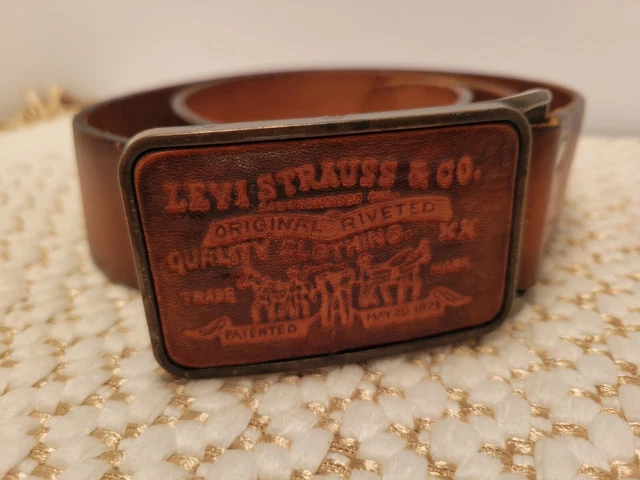 LEVI STRAUSS & CO.
ORIGINAL RIVETED
QUALITY CLOTHING XX
TRADE MARK
PATENTED MAY 20 1873